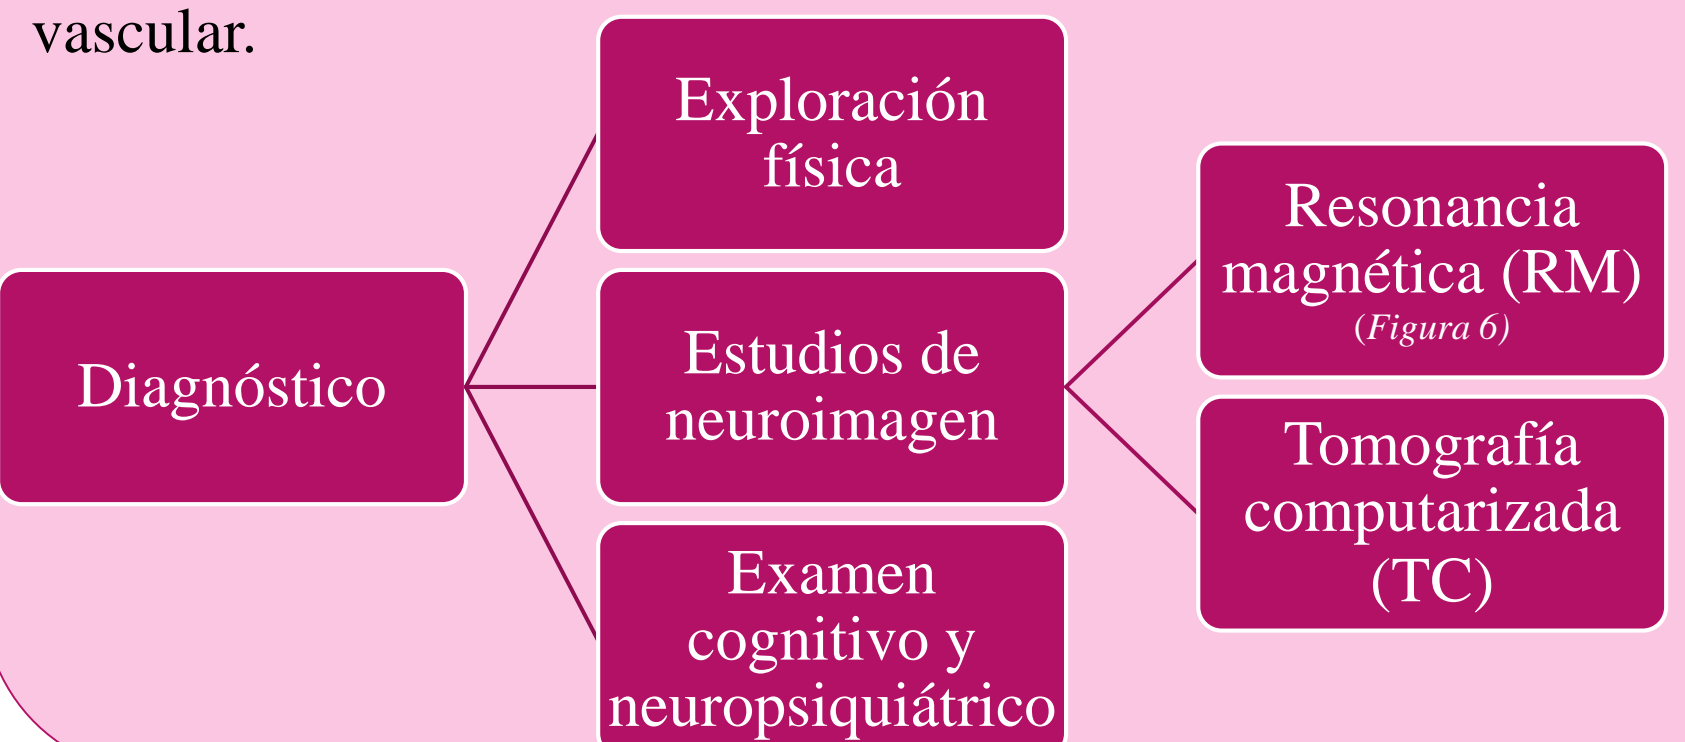 vascular.
Exploración
física
Resonancia
magnética (RM)
(Figura 6)
Diagnóstico
Estudios de
neuroimagen
Tomografía
computarizada
(TC)
Examen
cognitivo y
neuropsiquiátrico